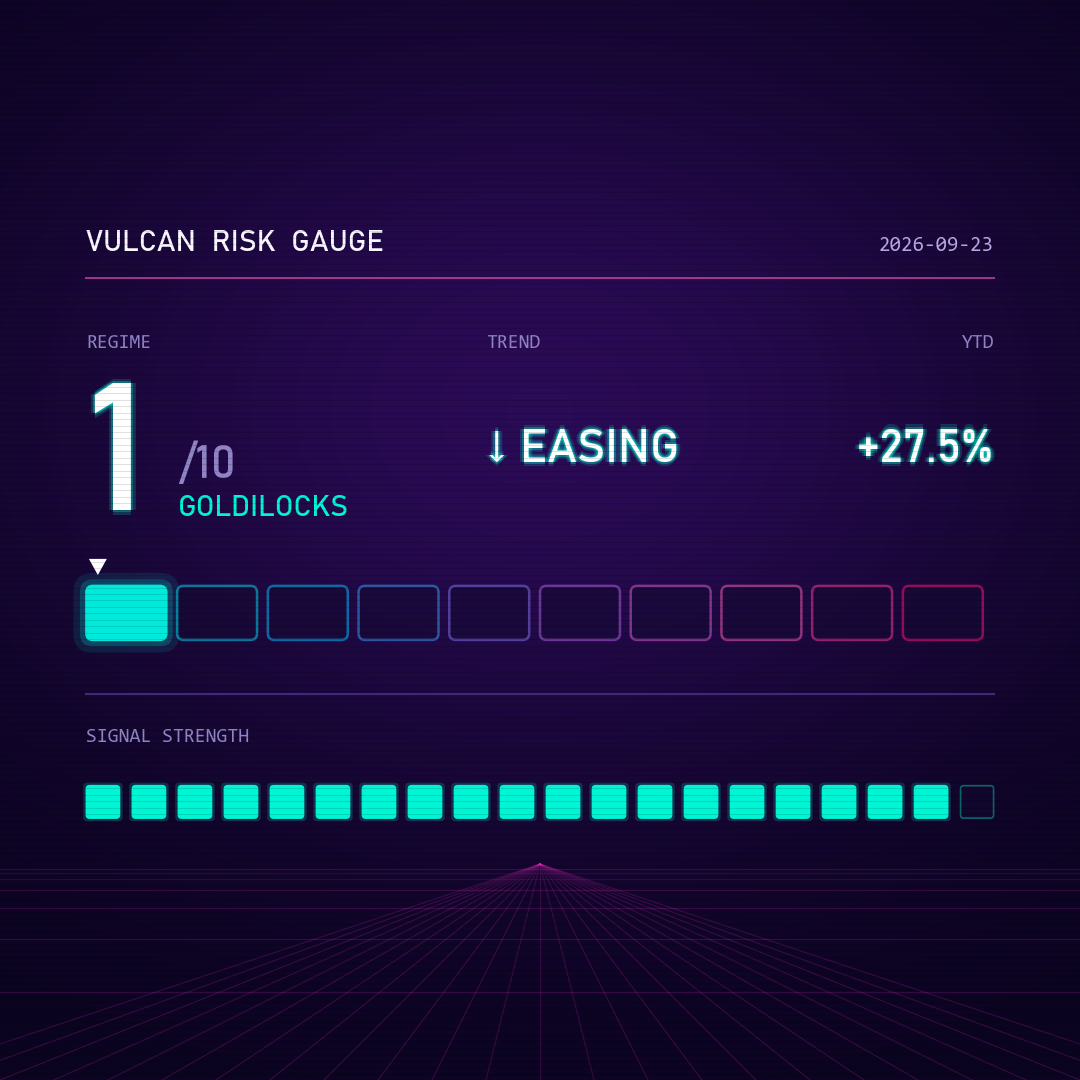 VULCAN RISK GAUGE
2026-09-23
REGIME
TREND
YTD
1 /10
GOLDILOCKS
↓ EASING
+27.5%
SIGNAL STRENGTH